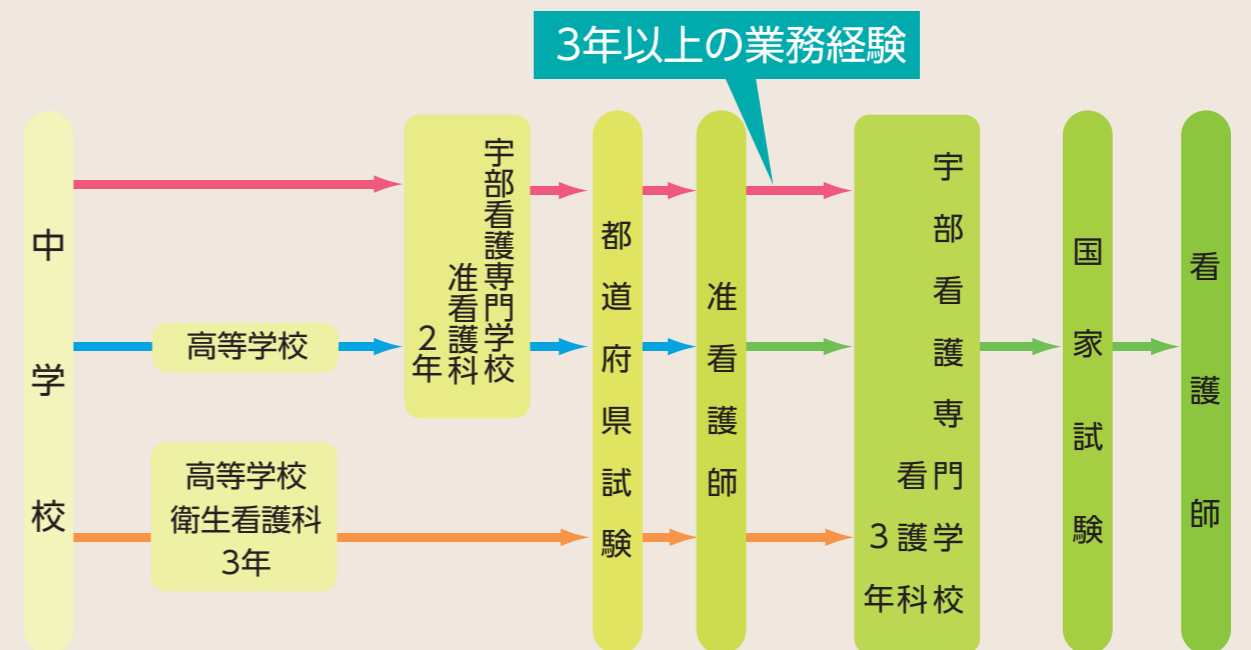 3年以上の業務経験
中学校
高等学校
高等学校
衛生看護科
3年
宇部看護専門学校
准看護科
2年
都道府県試験
准看護師
宇部看護専門学校
看護科
3年
国家試験
看護師